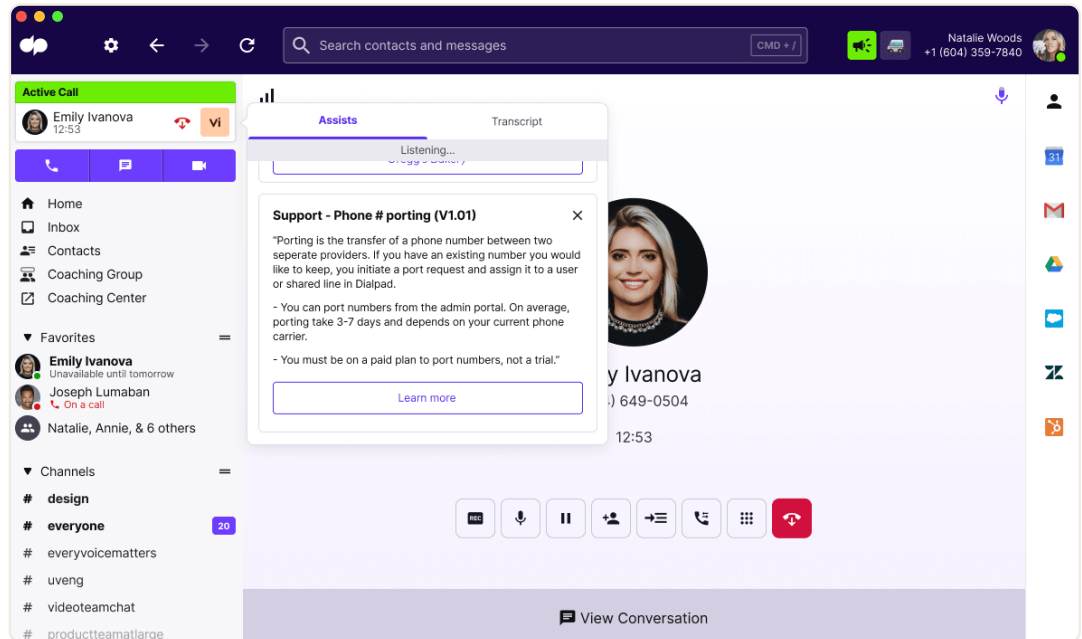 Search contacts and messages
CMD + /
Natalie Woods
+1 (604) 359-7840
Active Call
Emily Ivanova
12:53
Vi
Home
Inbox
Contacts
Coaching Group
Coaching Center
Favorites
Emily Ivanova
Unavailable until tomorrow
Joseph Lumaban
On a call
Natalie, Annie, & 6 others
Channels
# design
# everyone
20
# everyvoicematters
# uveng
# videoteamchat
# productteamatlarge
Assists
Transcript
Listening...
Gregg's Bakery
Support - Phone # porting (V1.01)
"Porting is the transfer of a phone number between two
seperate providers. If you have an existing number you would
like to keep, you initiate a port request and assign it to a user
or shared line in Dialpad.
- You can port numbers from the admin portal. On average,
porting take 3-7 days and depends on your current phone
carrier.
- You must be on a paid plan to port numbers, not a trial."
Learn more
y Ivanova
) 649-0504
12:53
REC
View Conversation
31